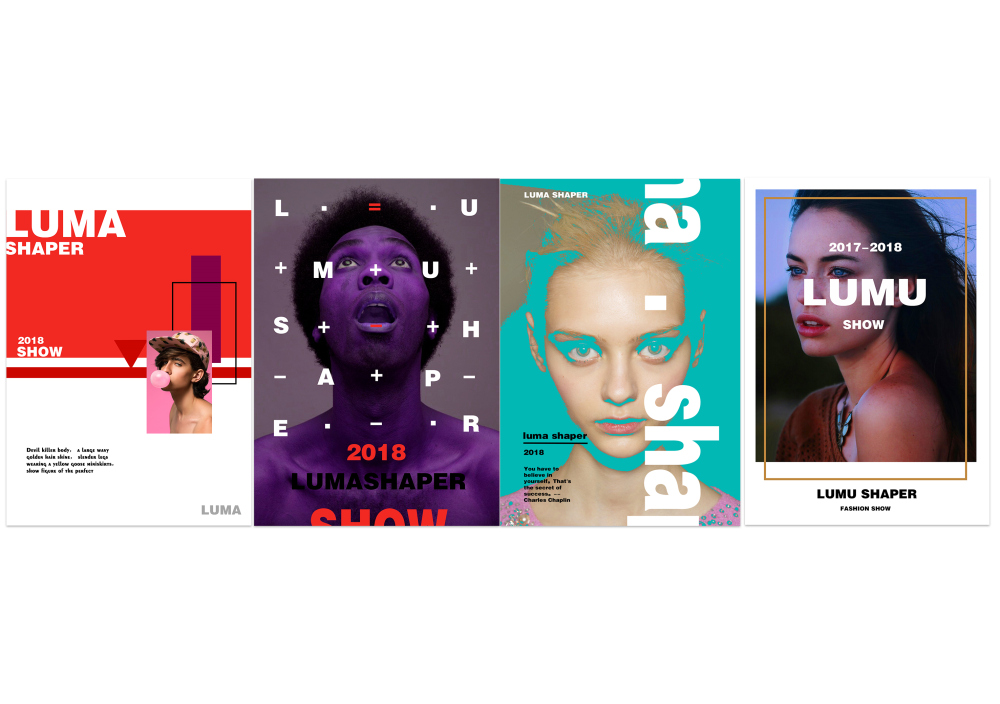 LUMA
SHAPER
2018
SHOW
Devil killer body, a large wavy
golden hair shine, slender legs
wearing a yellow goose miniskirts,
show figure of the perfect
LUMA
L · = · U
+ M + U +
S + – + H
– A + P –
E · – · R
2018
LUMASHAPER
SHOW
LUMA SHAPER
ha · sha
luma shaper
2018
You have to
believe in
yourself, That's
the secret of
success. --
Charles Chaplin
2017-2018
LUMU
SHOW
LUMU SHAPER
FASHION SHOW